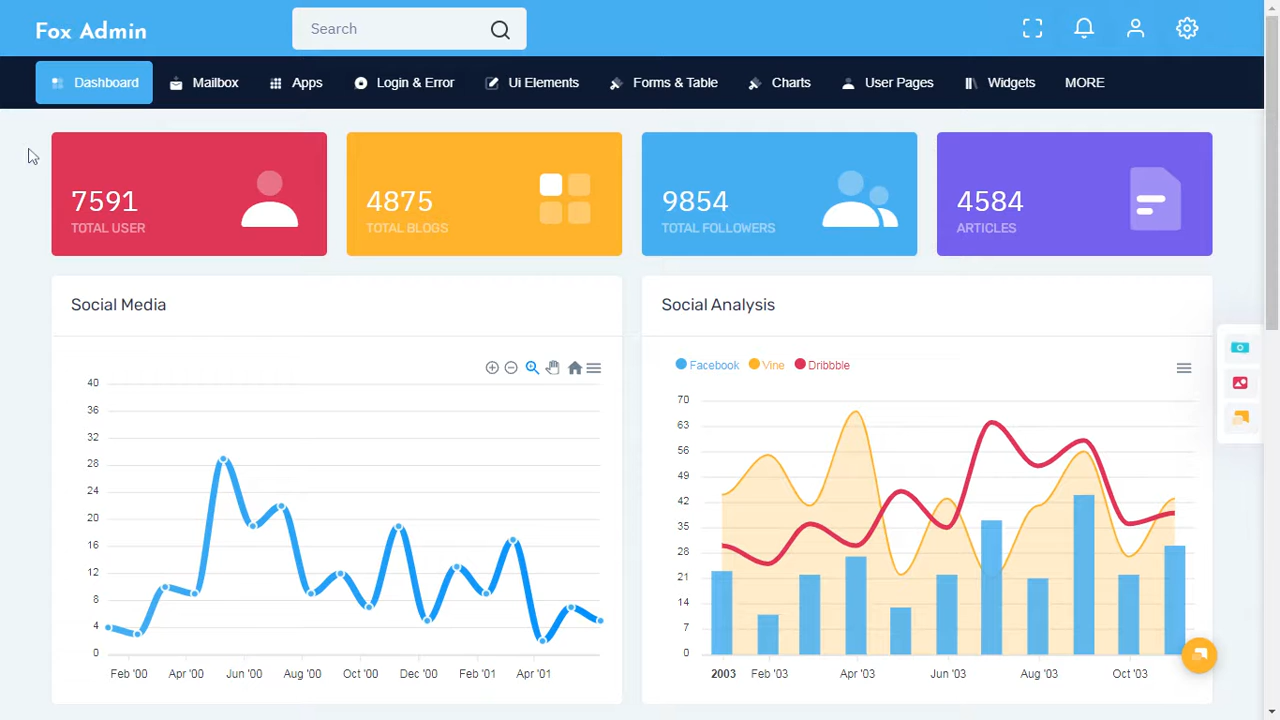 Fox Admin
Search
Dashboard Mailbox Apps Login & Error Ui Elements Forms & Table Charts User Pages Widgets MORE
7591
TOTAL USER
4875
TOTAL BLOGS
9854
TOTAL FOLLOWERS
4584
ARTICLES
Social Media
40
36
32
28
24
20
16
12
8
4
0
Feb '00 Apr '00 Jun '00 Aug '00 Oct '00 Dec '00 Feb '01 Apr '01
Social Analysis
Facebook Vine Dribbble
70
63
56
49
42
35
28
21
14
7
0
2003 Feb '03 Apr '03 Jun '03 Aug '03 Oct '03